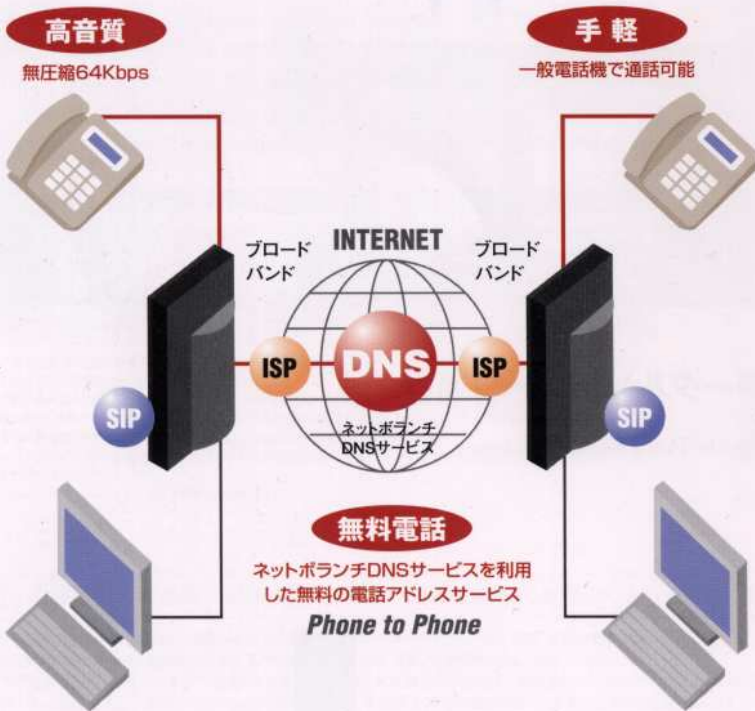 高音質
手軽
無圧縮64Kbps
一般電話機で通話可能
ブロード
バンド
INTERNET
ブロード
バンド
ISP
DNS
ISP
SIP
ネットボランチ
DNSサービス
SIP
無料電話
ネットボランチDNSサービスを利用
した無料の電話アドレスサービス
Phone to Phone